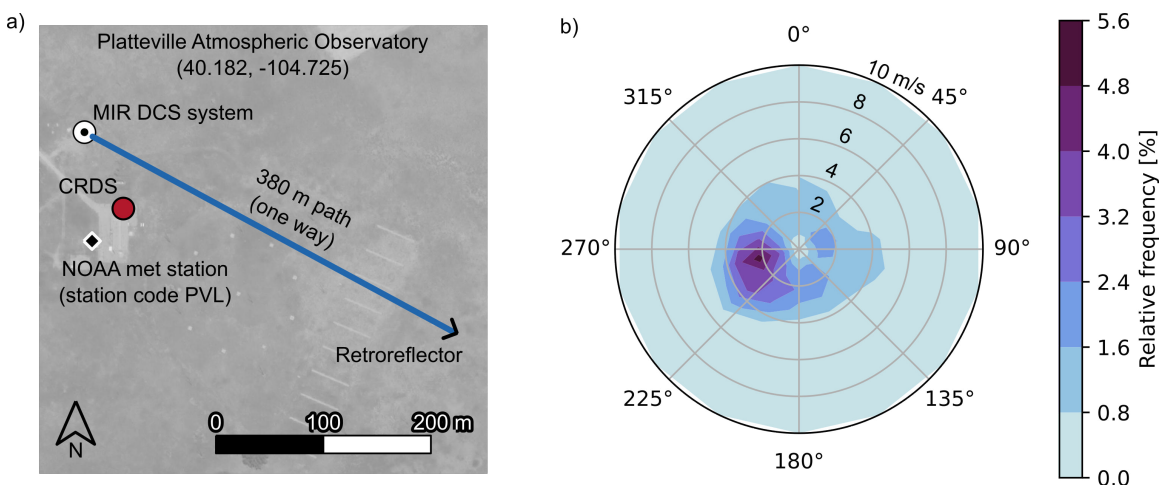 a)
Platteville Atmospheric Observatory
(40.182, -104.725)
MIR DCS system
CRDS
380 m path
(one way)
NOAA met station
(station code PVL)
Retroreflector
N
0 100 200 m
b)
0°
45°
90°
135°
180°
225°
270°
315°
10 m/s
8
6
4
2
5.6
4.8
4.0
3.2
2.4
1.6
0.8
0.0
Relative frequency [%]